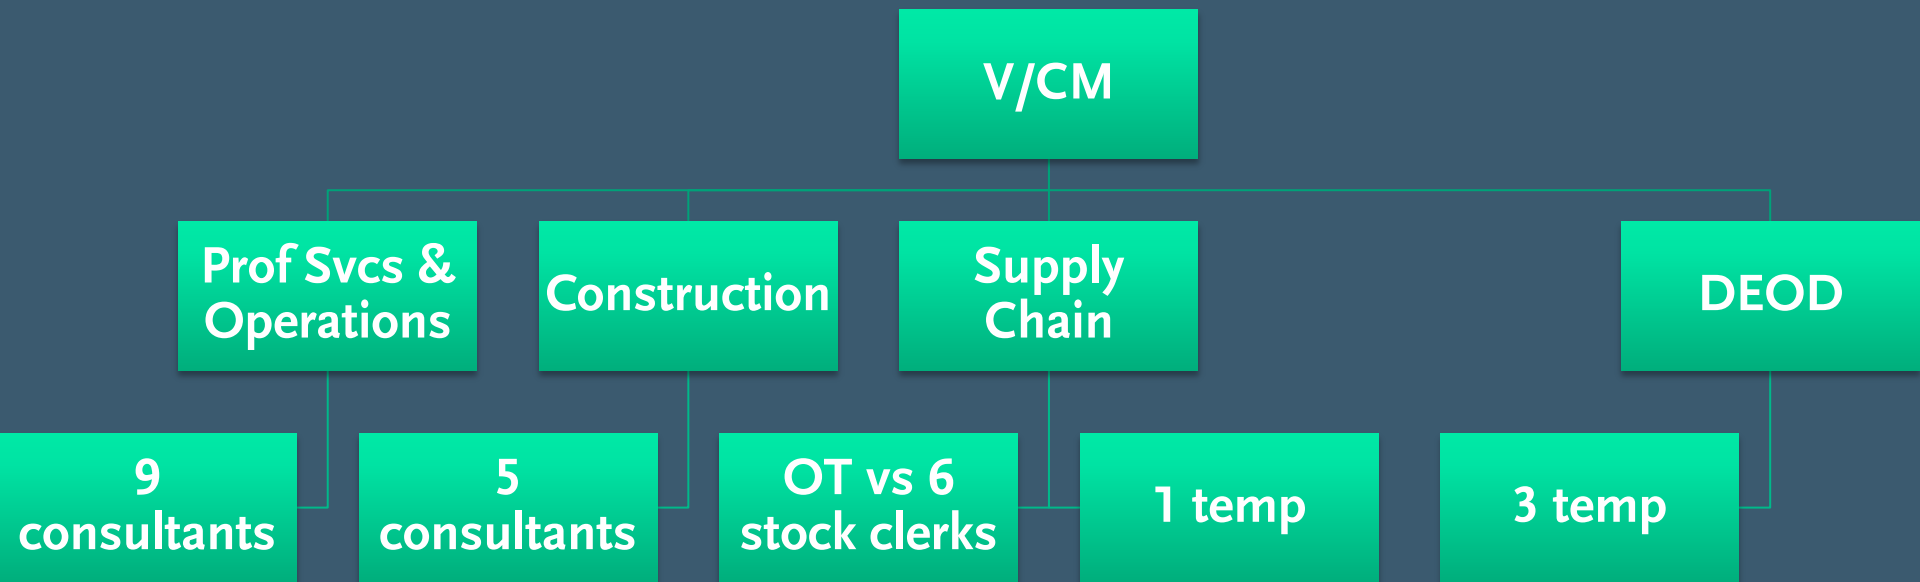 V/CM
Prof Svcs &
Operations
Construction
Supply
Chain
DEOD
9
consultants
5
consultants
OT vs 6
stock clerks
1 temp
3 temp